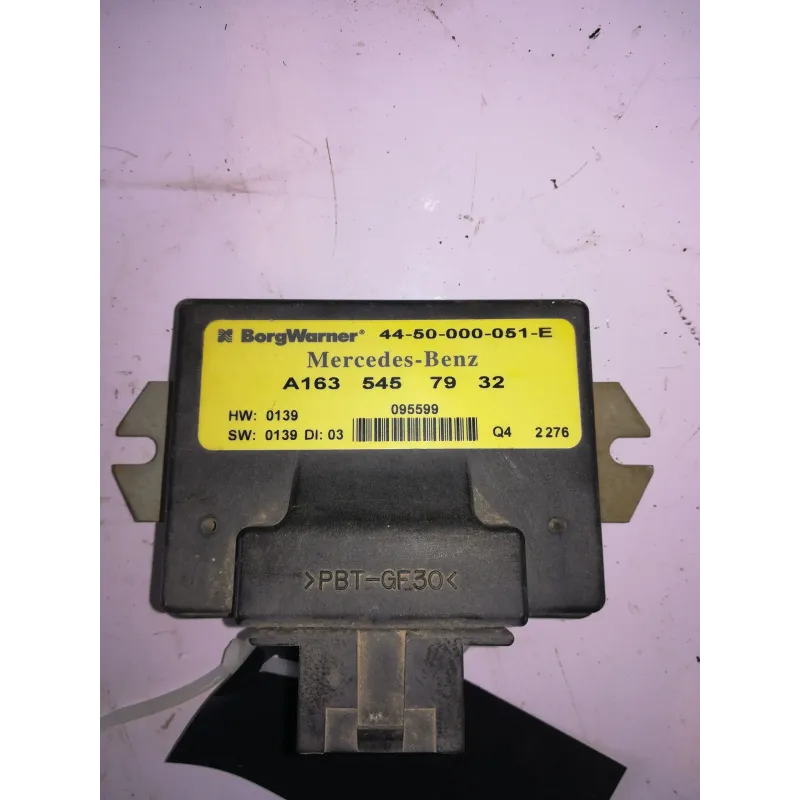 BorgWarner® 44-50-000-051-E
Mercedes-Benz
A163 545 79 32
HW: 0139 095599
SW: 0139 DI: 03 Q4 2276
>PBT-GF30<